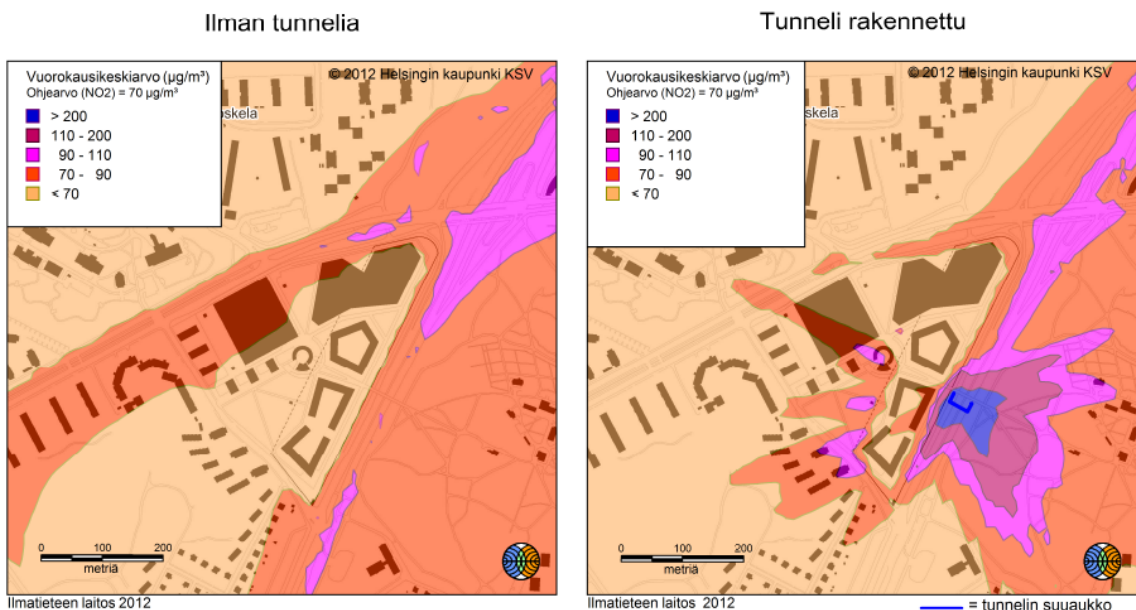 Ilman tunnelia
Vuorokausikeskiarvo (µg/m³)
Ohjearvo (NO2) = 70 µg/m³
> 200
110 - 200
90 - 110
70 - 90
< 70
© 2012 Helsingin kaupunki KSV
oskela
0 100 200
metriä
Ilmatieteen laitos 2012
Tunneli rakennettu
Vuorokausikeskiarvo (µg/m³)
Ohjearvo (NO2) = 70 µg/m³
> 200
110 - 200
90 - 110
70 - 90
< 70
© 2012 Helsingin kaupunki KSV
skela
0 100 200
metriä
Ilmatieteen laitos 2012
= tunnelin suuaukko